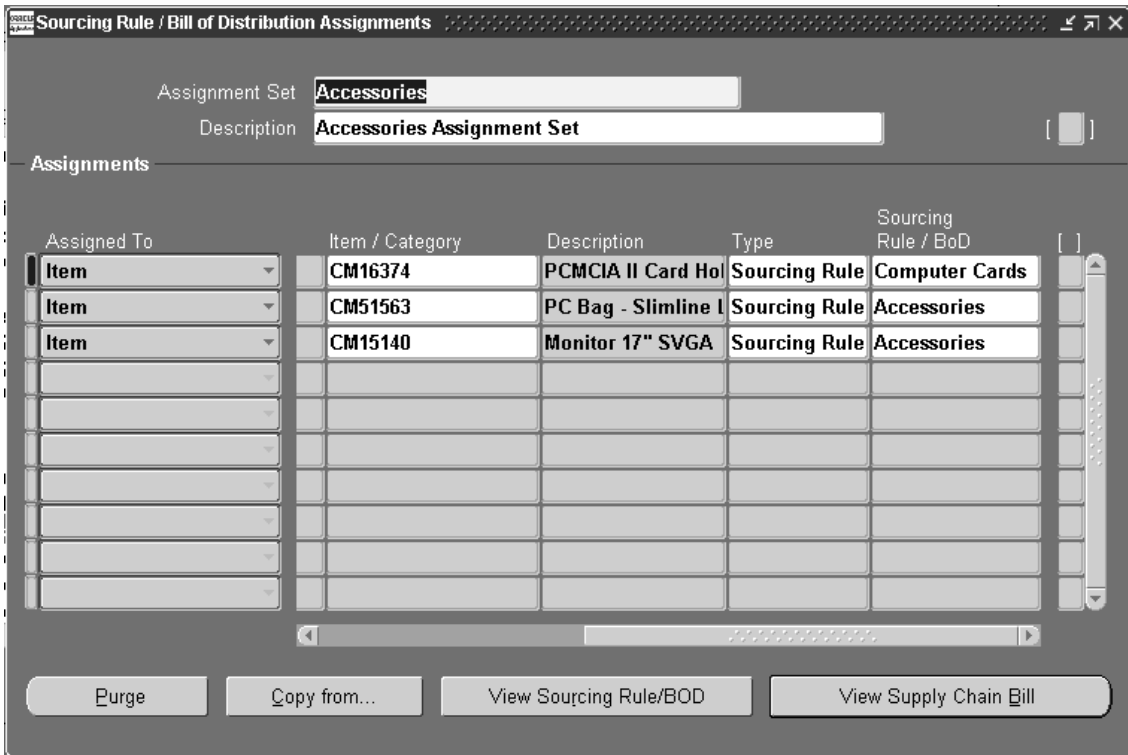 Sourcing Rule / Bill of Distribution Assignments
Assignment Set Accessories
Description Accessories Assignment Set [ ]
Assignments
Sourcing
Assigned To Item / Category Description Type Rule / BoD [ ]
Item CM16374 PCMCIA II Card Hol Sourcing Rule Computer Cards
Item CM51563 PC Bag - Slimline L Sourcing Rule Accessories
Item CM15140 Monitor 17" SVGA Sourcing Rule Accessories
Purge Copy from... View Sourcing Rule/BOD View Supply Chain Bill